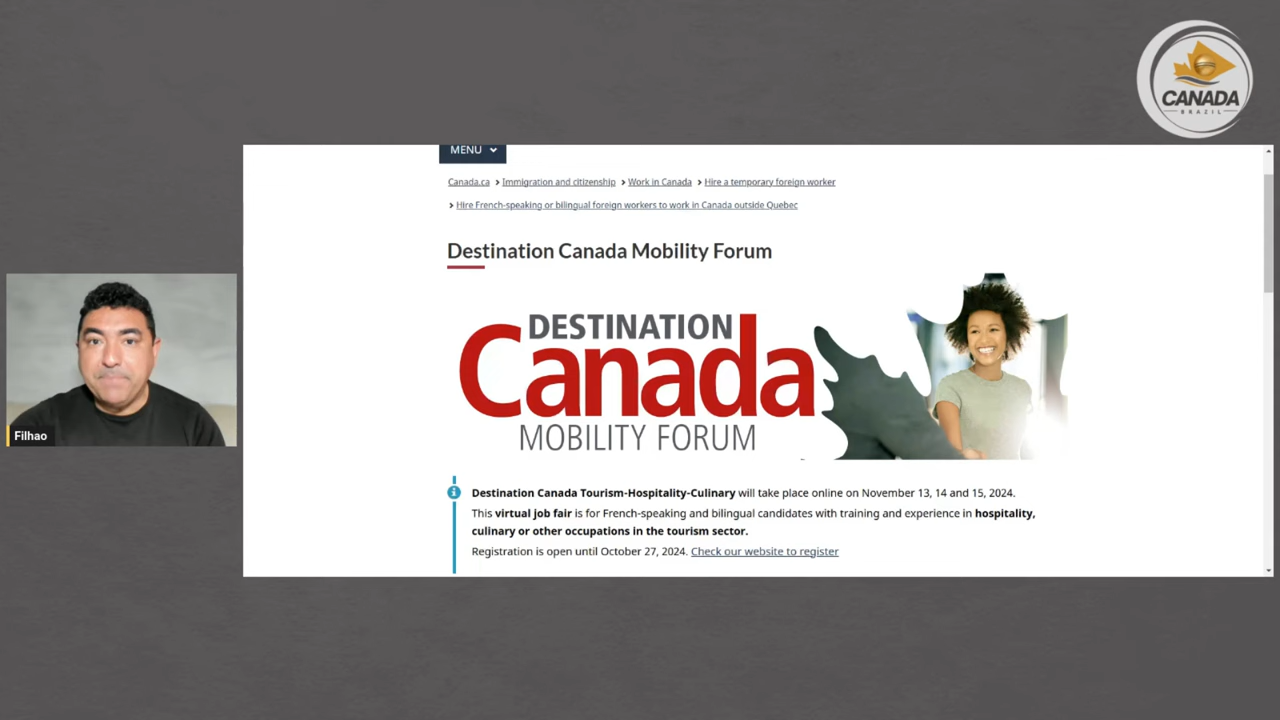 CANADA
BRAZIL
MENU
Canada.ca > Immigration and citizenship > Work in Canada > Hire a temporary foreign worker
> Hire French-speaking or bilingual foreign workers to work in Canada outside Quebec
Destination Canada Mobility Forum
DESTINATION
Canada
MOBILITY FORUM
Filhao
Destination Canada Tourism-Hospitality-Culinary will take place online on November 13, 14 and 15, 2024.
This virtual job fair is for French-speaking and bilingual candidates with training and experience in hospitality,
culinary or other occupations in the tourism sector.
Registration is open until October 27, 2024. Check our website to register